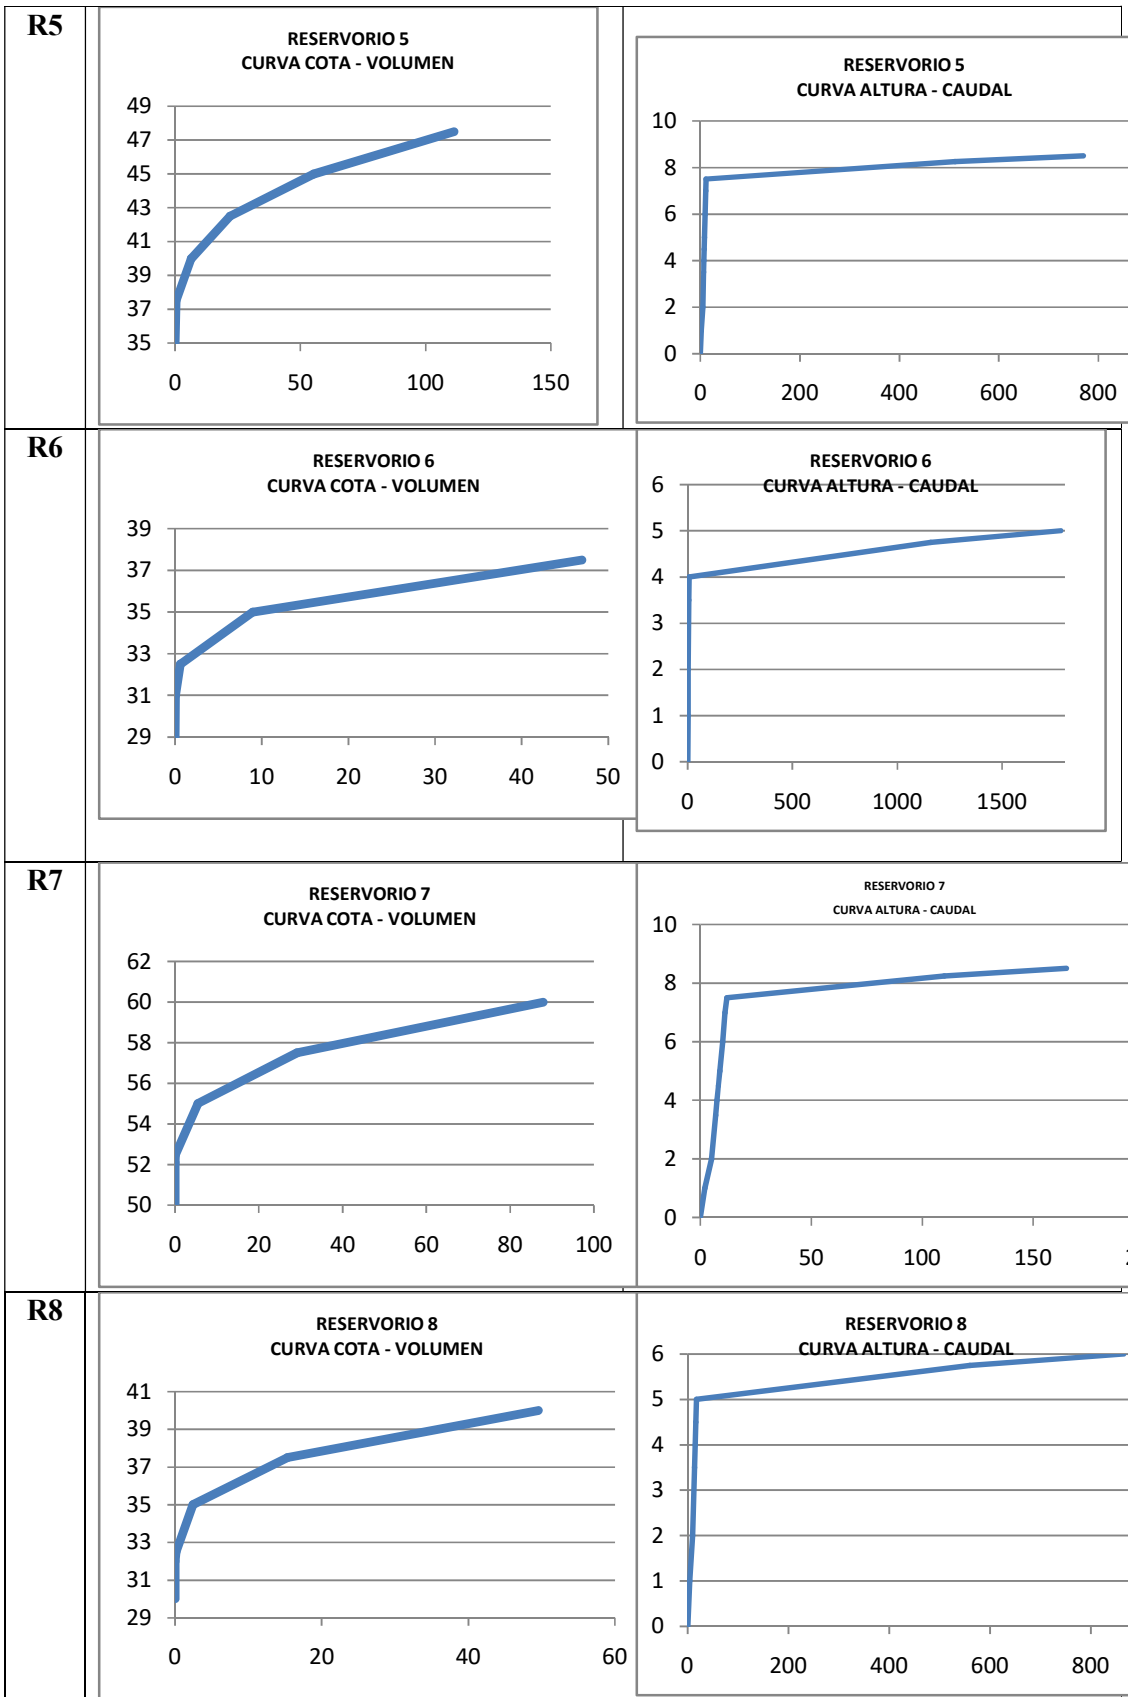 R5
RESERVORIO 5
CURVA COTA - VOLUMEN
49
47
45
43
41
39
37
35
0 50 100 150
RESERVORIO 5
CURVA ALTURA - CAUDAL
10
8
6
4
2
0
0 200 400 600 800
R6
RESERVORIO 6
CURVA COTA - VOLUMEN
39
37
35
33
31
29
0 10 20 30 40 50
RESERVORIO 6
CURVA ALTURA - CAUDAL
6
5
4
3
2
1
0
0 500 1000 1500
R7
RESERVORIO 7
CURVA COTA - VOLUMEN
62
60
58
56
54
52
50
0 20 40 60 80 100
RESERVORIO 7
CURVA ALTURA - CAUDAL
10
8
6
4
2
0
0 50 100 150
R8
RESERVORIO 8
CURVA COTA - VOLUMEN
41
39
37
35
33
31
29
0 20 40 60
RESERVORIO 8
CURVA ALTURA - CAUDAL
6
5
4
3
2
1
0
0 200 400 600 800